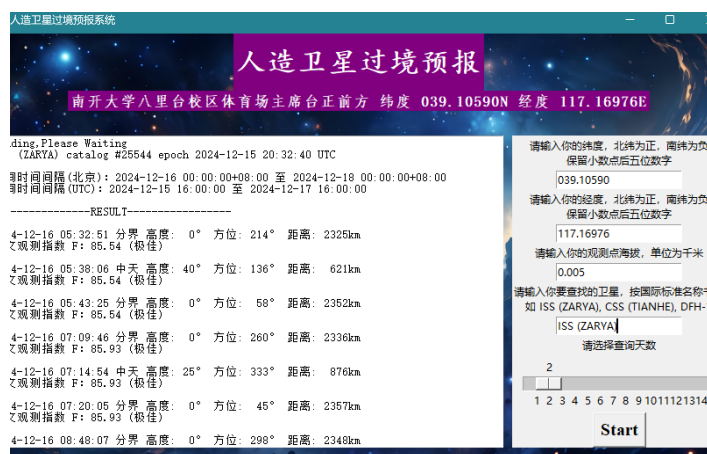 人造卫星过境预报系统
人造卫星过境预报
南开大学八里台校区体育场主席台正前方 纬度 039.10590N 经度 117.16976E
ding,Please Waiting
(ZARYA) catalog #25544 epoch 2024-12-15 20:32:40 UTC
时间间隔(北京): 2024-12-16 00:00:00+08:00 至 2024-12-18 00:00:00+08:00
时间间隔(UTC): 2024-12-15 16:00:00 至 2024-12-17 16:00:00
-------------RESULT-----------------
4-12-16 05:32:51 分界 高度: 0° 方位: 214° 距离: 2325km
观测指数 F: 85.54 (极佳)
4-12-16 05:38:06 中天 高度: 40° 方位: 136° 距离: 621km
观测指数 F: 85.54 (极佳)
4-12-16 05:43:25 分界 高度: 0° 方位: 58° 距离: 2352km
观测指数 F: 85.54 (极佳)
4-12-16 07:09:46 分界 高度: 0° 方位: 260° 距离: 2336km
观测指数 F: 85.93 (极佳)
4-12-16 07:14:54 中天 高度: 25° 方位: 333° 距离: 876km
观测指数 F: 85.93 (极佳)
4-12-16 07:20:05 分界 高度: 0° 方位: 45° 距离: 2357km
观测指数 F: 85.93 (极佳)
4-12-16 08:48:07 分界 高度: 0° 方位: 298° 距离: 2348km
请输入你的纬度, 北纬为正, 南纬为负
保留小数点后五位数字
039.10590
请输入你的经度, 北纬为正, 南纬为负
保留小数点后五位数字
117.16976
请输入你的观测点海拔, 单位为千米
0.005
请输入你要查找的卫星, 按国际标准名称
如 ISS (ZARYA), CSS (TIANHE), DFH-
ISS (ZARYA)
请选择查询天数
2
1 2 3 4 5 6 7 8 9 10 11 12 13 14
Start